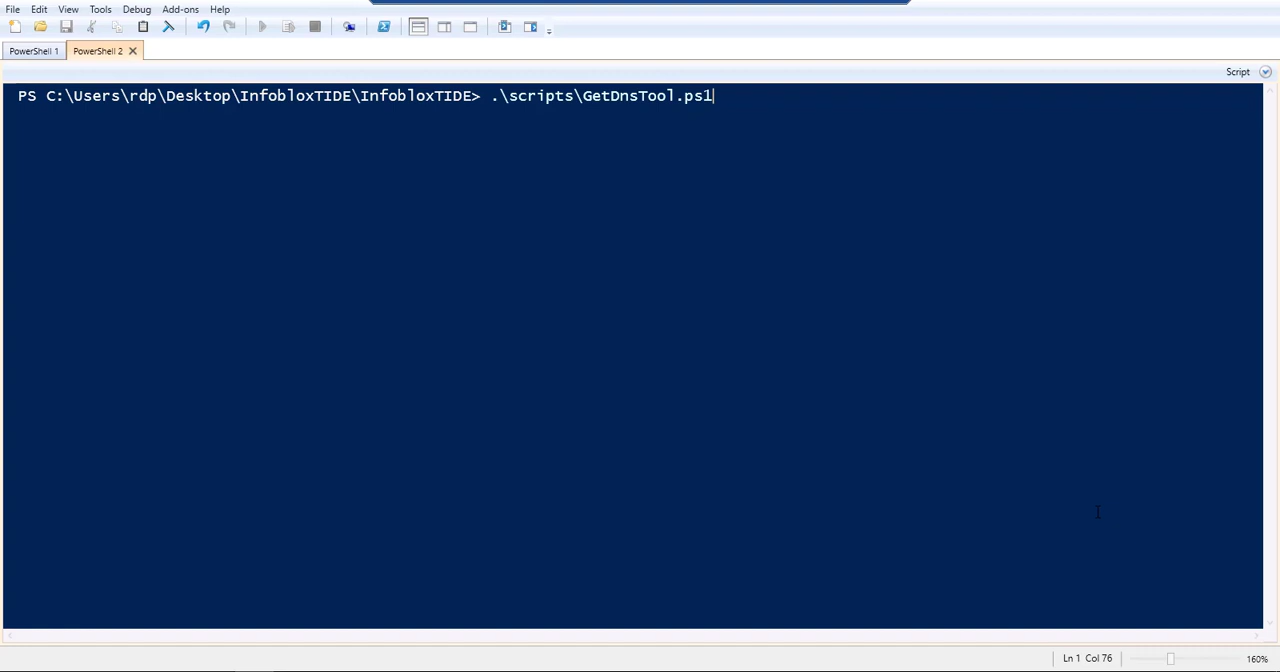 File Edit View Tools Debug Add-ons Help
PowerShell 1 PowerShell 2
Script
PS C:\Users\rdp\Desktop\InfobloxTIDE\InfobloxTIDE> .\scripts\GetDnsTool.ps1
Ln 1 Col 76 160%